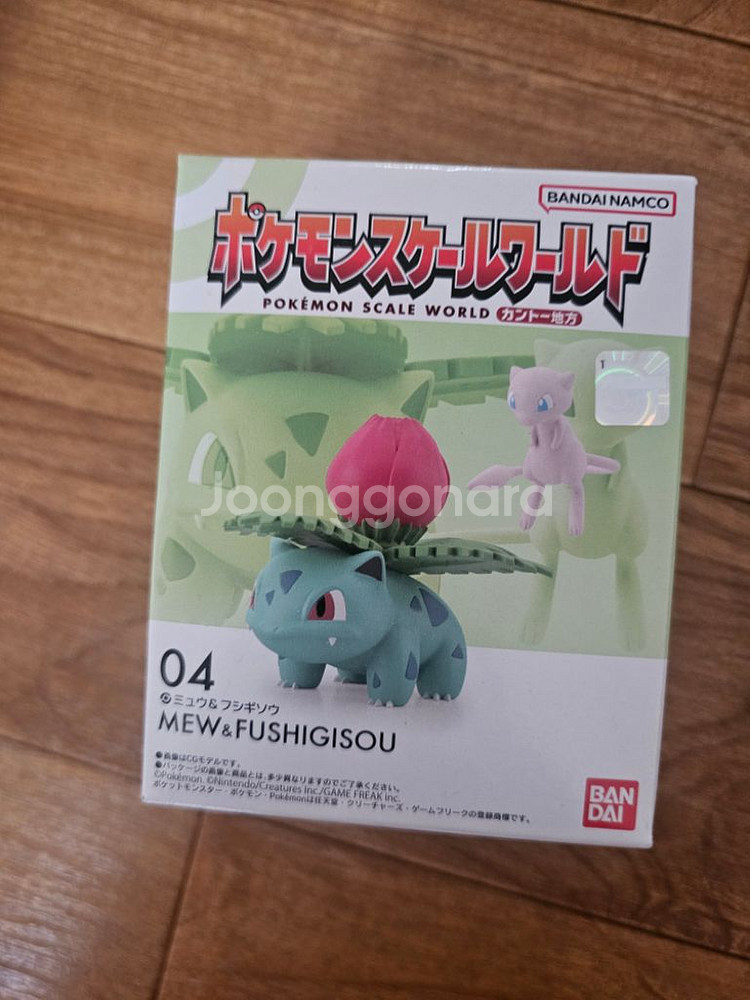 BANDAI NAMCO
ポケモンスケールワールド
POKÉMON SCALE WORLD カントー地方
1
Joonggonara
04
ミュウ&フシギソウ
MEW&FUSHIGISOU
●画像はCGモデルです。
●パッケージの画像と商品とは、多少異なりますのでご了承ください。
©Pokémon. ©Nintendo/Creatures Inc./GAME FREAK inc.
ポケットモンスター・ポケモン・Pokémonは任天堂・クリーチャーズ・ゲームフリークの登録商標です。
BAN
DAI